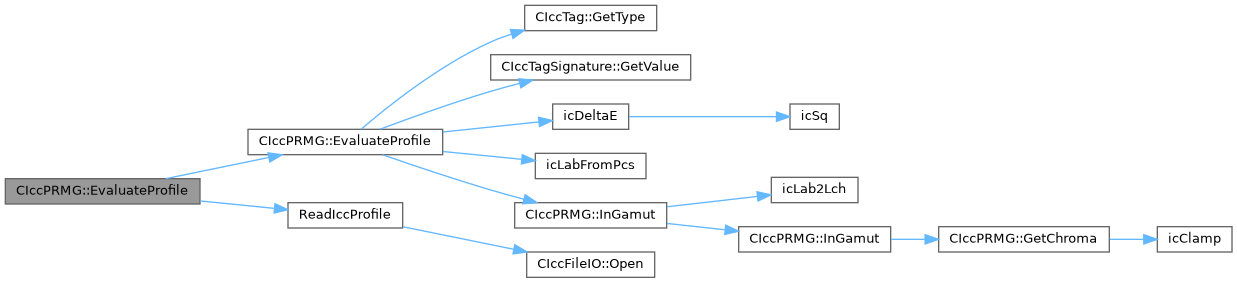 CIccTag::GetType
CIccTagSignature::GetValue
icDeltaE
icSq
CIccPRMG::EvaluateProfile
icLabFromPcs
CIccPRMG::EvaluateProfile
icLab2Lch
ReadIccProfile
CIccPRMG::InGamut
CIccPRMG::InGamut
CIccPRMG::GetChroma
icClamp
CIccFileIO::Open